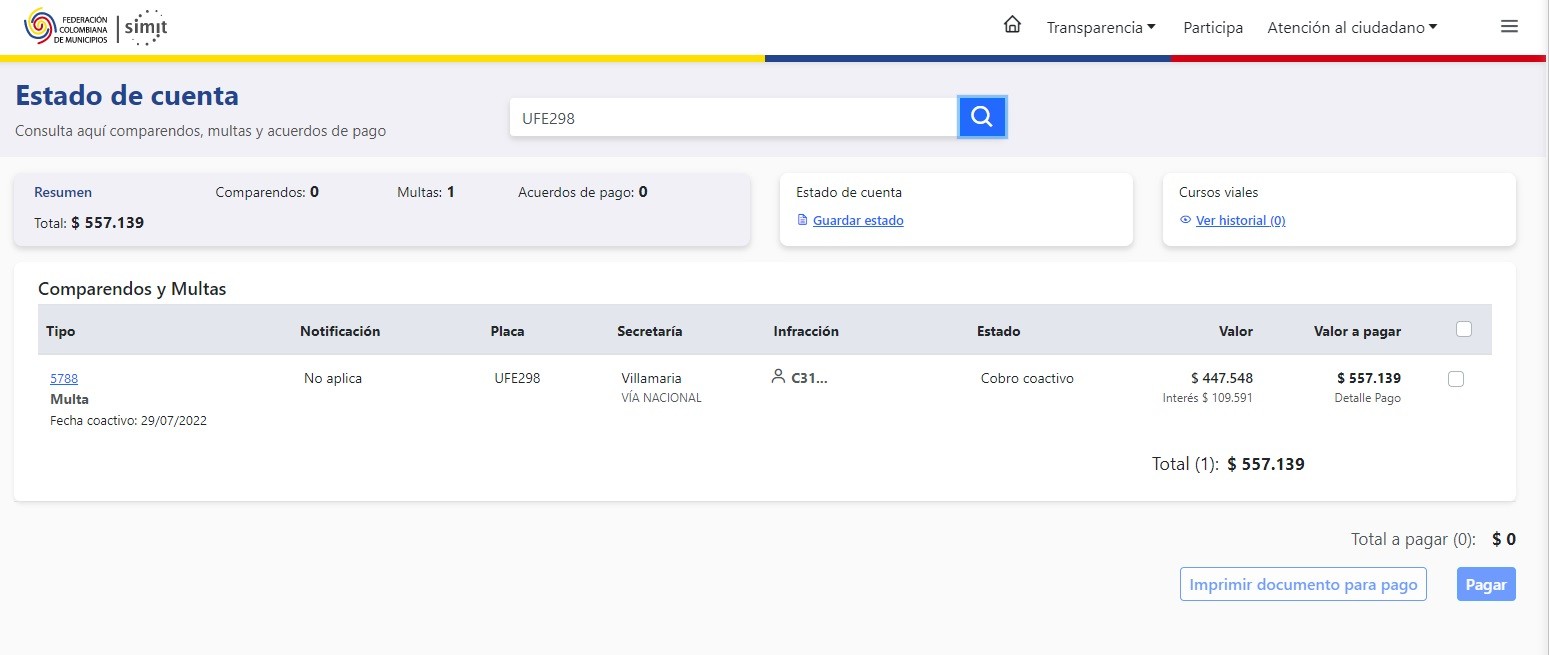 FEDERACIÓN
COLOMBIANA
DE MUNICIPIOS
simit
Transparencia
Participa
Atención al ciudadano
Estado de cuenta
Consulta aquí comparendos, multas y acuerdos de pago
UFE298
Resumen
Comparendos: 0
Multas: 1
Acuerdos de pago: 0
Total: $ 557.139
Estado de cuenta
Guardar estado
Cursos viales
Ver historial (0)
Comparendos y Multas
Tipo Notificación Placa Secretaría Infracción Estado Valor Valor a pagar
5788 No aplica UFE298 Villamaria C31... Cobro coactivo $ 447.548 $ 557.139
Multa VÍA NACIONAL Interés $ 109.591 Detalle Pago
Fecha coactivo: 29/07/2022
Total (1): $ 557.139
Total a pagar (0): $ 0
Imprimir documento para pago
Pagar